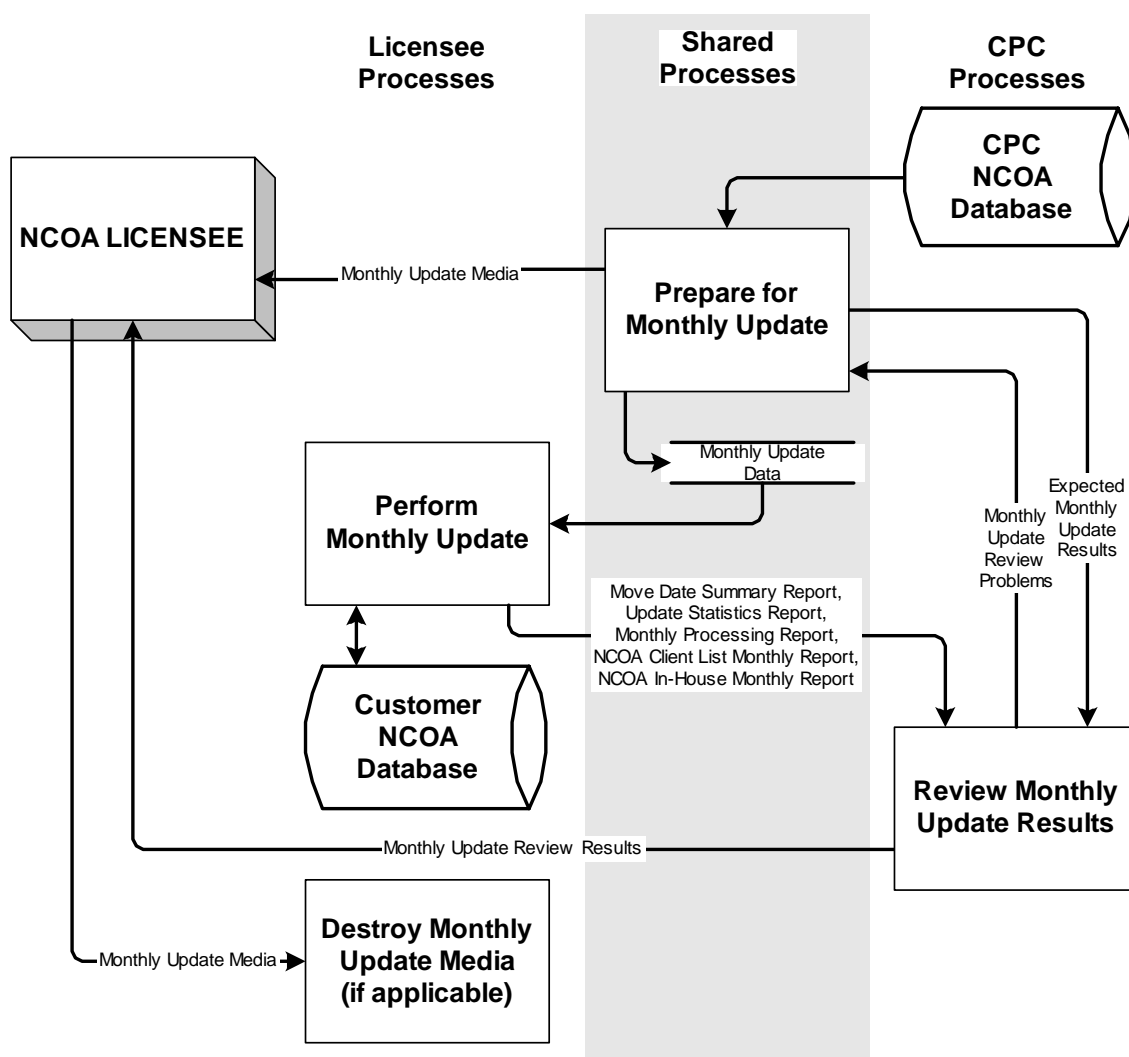 Licensee
Processes
Shared
Processes
CPC
Processes
CPC
NCOA
Database
NCOA LICENSEE
Monthly Update Media
Prepare for
Monthly Update
Monthly Update
Data
Perform
Monthly Update
Expected
Monthly
Update
Results
Monthly
Update
Review
Problems
Move Date Summary Report,
Update Statistics Report,
Monthly Processing Report,
NCOA Client List Monthly Report,
NCOA In-House Monthly Report
Customer
NCOA
Database
Review Monthly
Update Results
Monthly Update Review Results
Destroy Monthly
Update Media
(if applicable)
Monthly Update Media